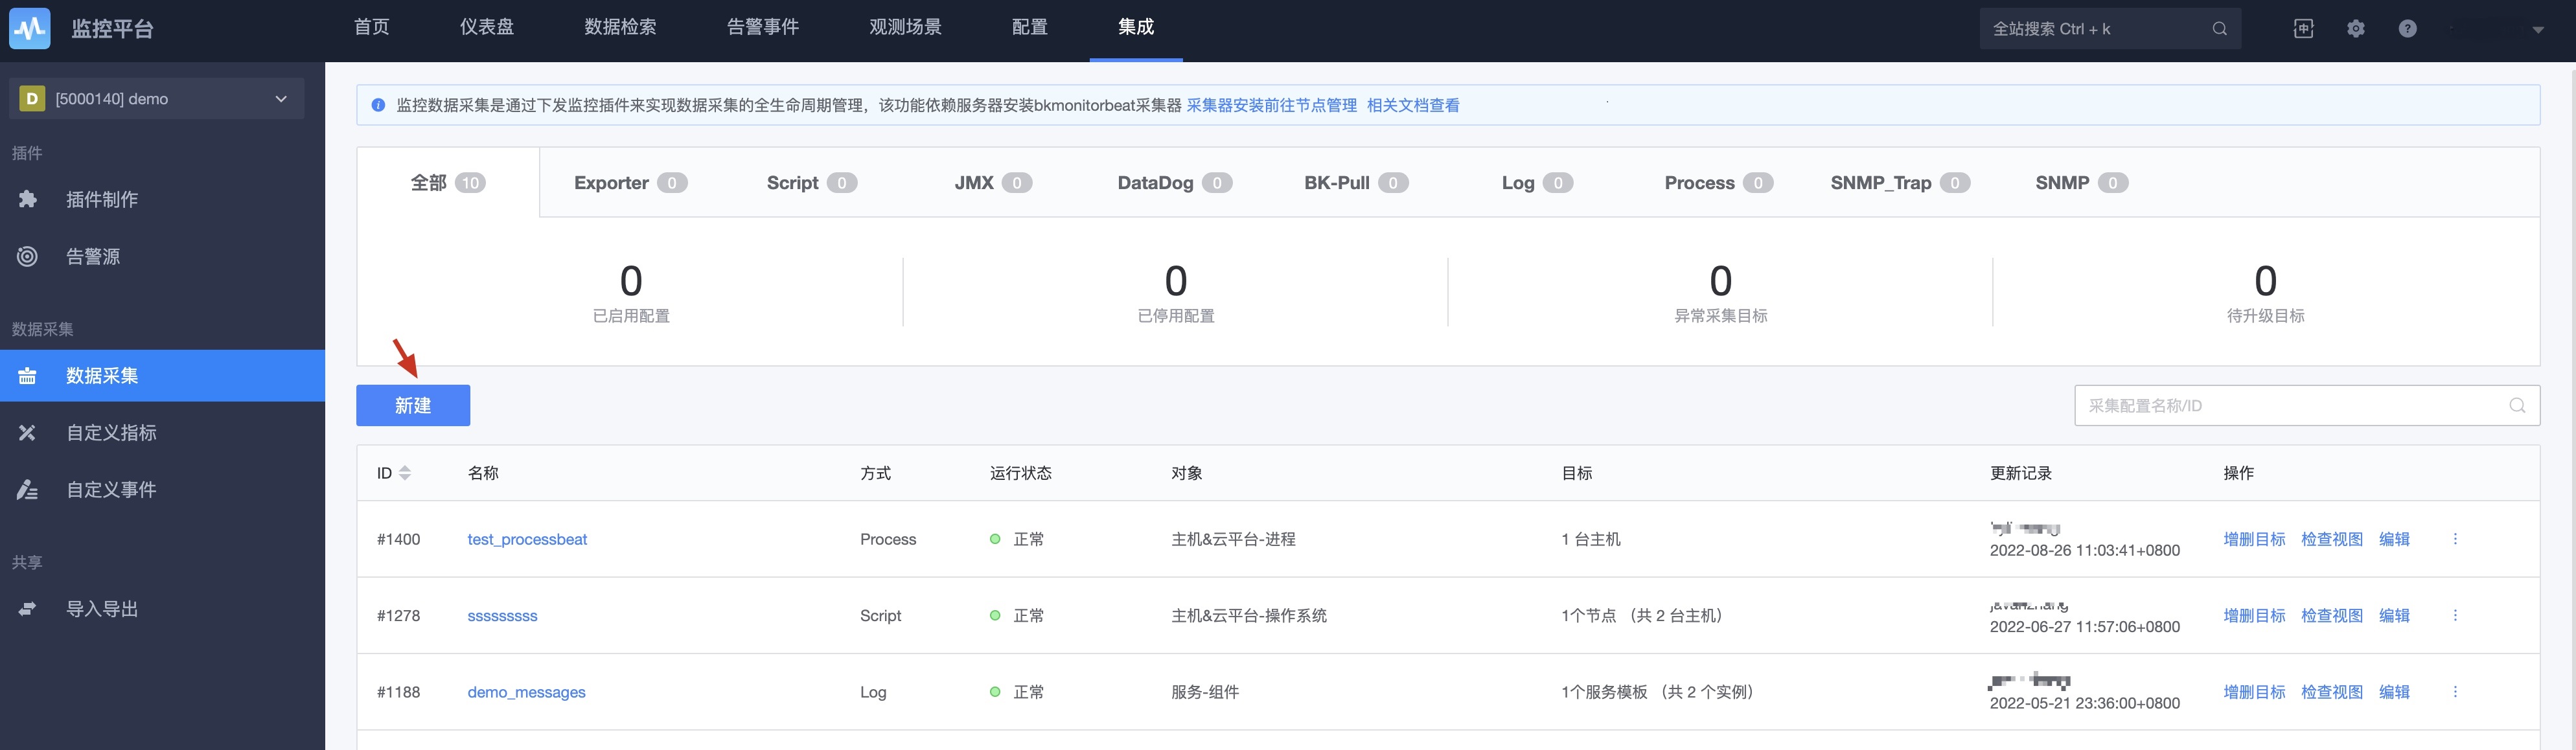 监控平台 首页 仪表盘 数据检索 告警事件 观测场景 配置 集成 全站搜索 Ctrl + k
D [5000140] demo
插件
插件制作
告警源
数据采集
数据采集
自定义指标
自定义事件
共享
导入导出
监控数据采集是通过下发监控插件来实现数据采集的全生命周期管理，该功能依赖服务器安装bkmonitorbeat采集器 采集器安装前往节点管理 相关文档查看
全部 10 Exporter 0 Script 0 JMX 0 DataDog 0 BK-Pull 0 Log 0 Process 0 SNMP_Trap 0 SNMP 0
0 0 0 0
已启用配置 已停用配置 异常采集目标 待升级目标
新建 采集配置名称/ID
ID 名称 方式 运行状态 对象 目标 更新记录 操作
#1400 test_processbeat Process 正常 主机&云平台-进程 1 台主机 2022-08-26 11:03:41+0800 增删目标 检查视图 编辑
#1278 sssssssss Script 正常 主机&云平台-操作系统 1个节点 （共 2 台主机） 2022-06-27 11:57:06+0800 增删目标 检查视图 编辑
#1188 demo_messages Log 正常 服务-组件 1个服务模板 （共 2 个实例） 2022-05-21 23:36:00+0800 增删目标 检查视图 编辑